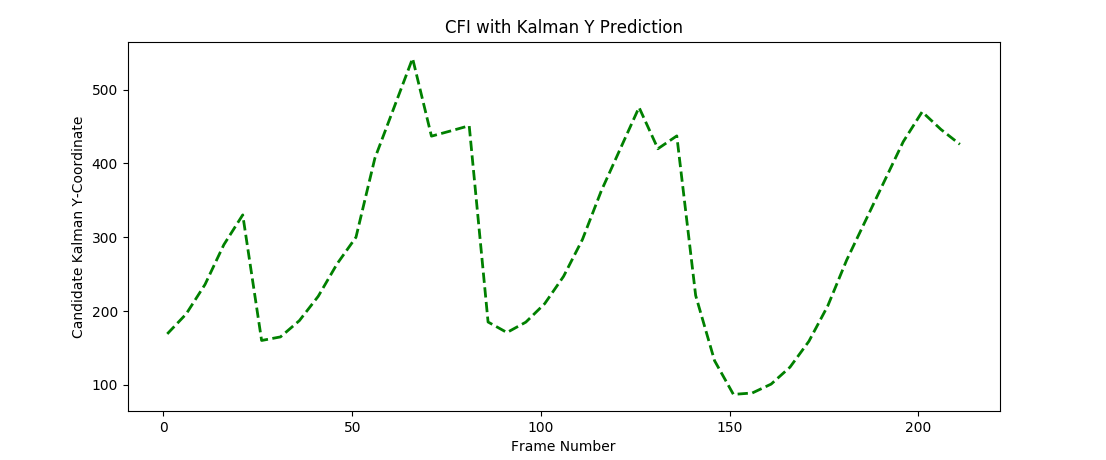 CFI with Kalman Y Prediction
Candidate Kalman Y-Coordinate
500
400
300
200
100
0 50 100 150 200
Frame Number